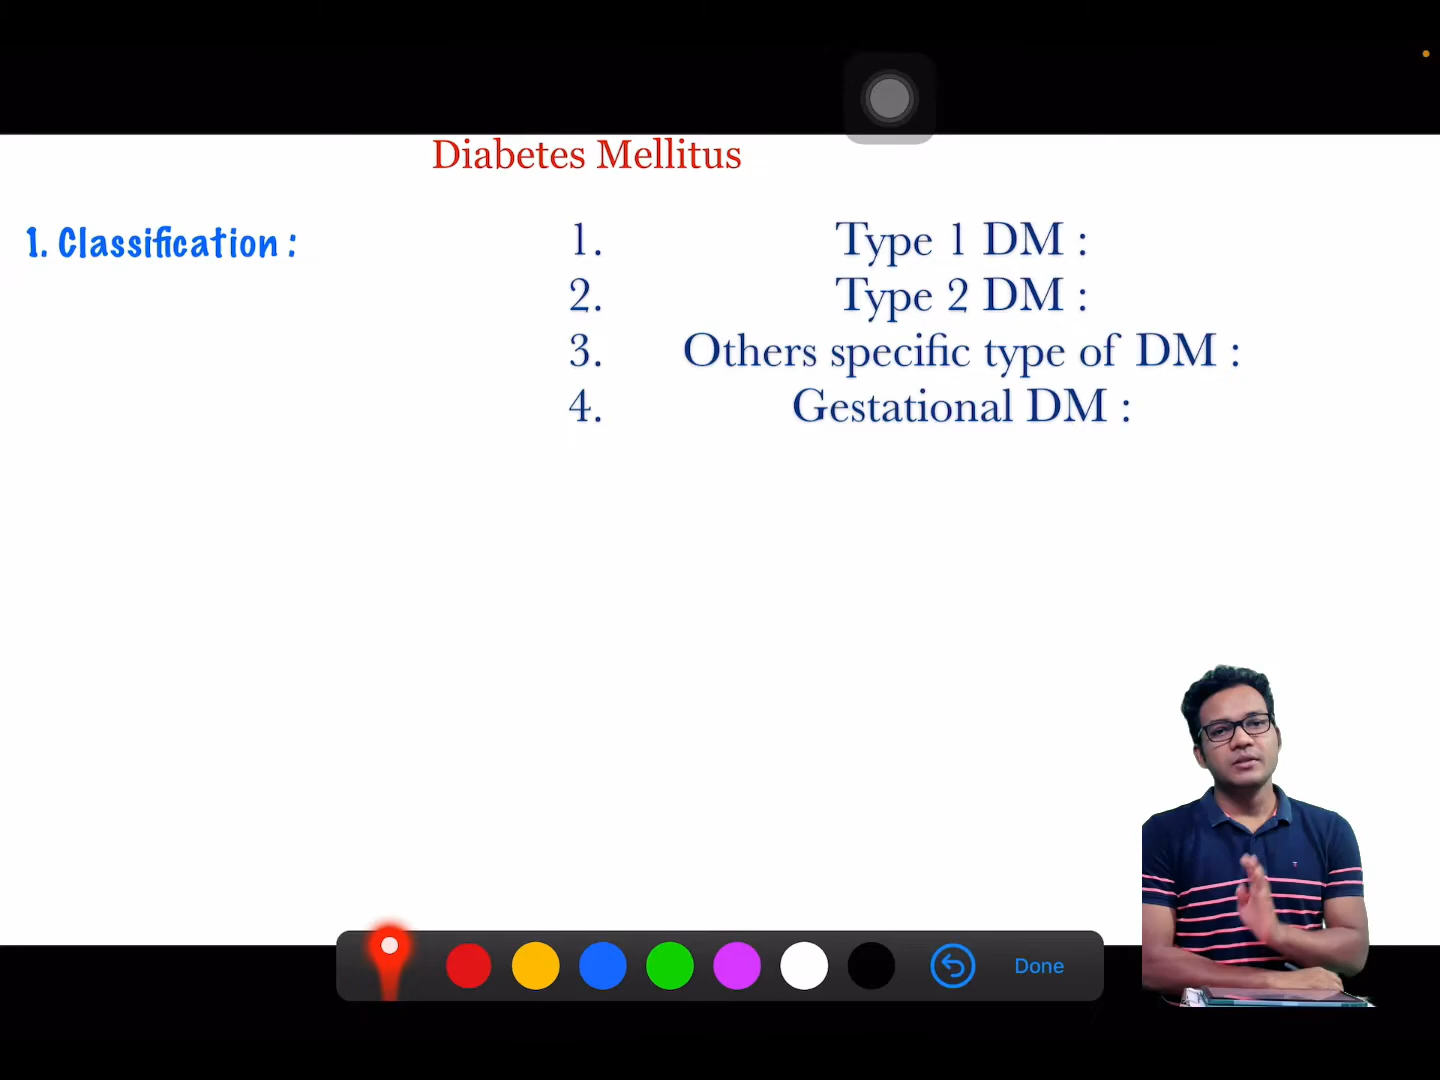 Diabetes Mellitus
1. Classification :
1. Type 1 DM :
2. Type 2 DM :
3. Others specific type of DM :
4. Gestational DM :
Done